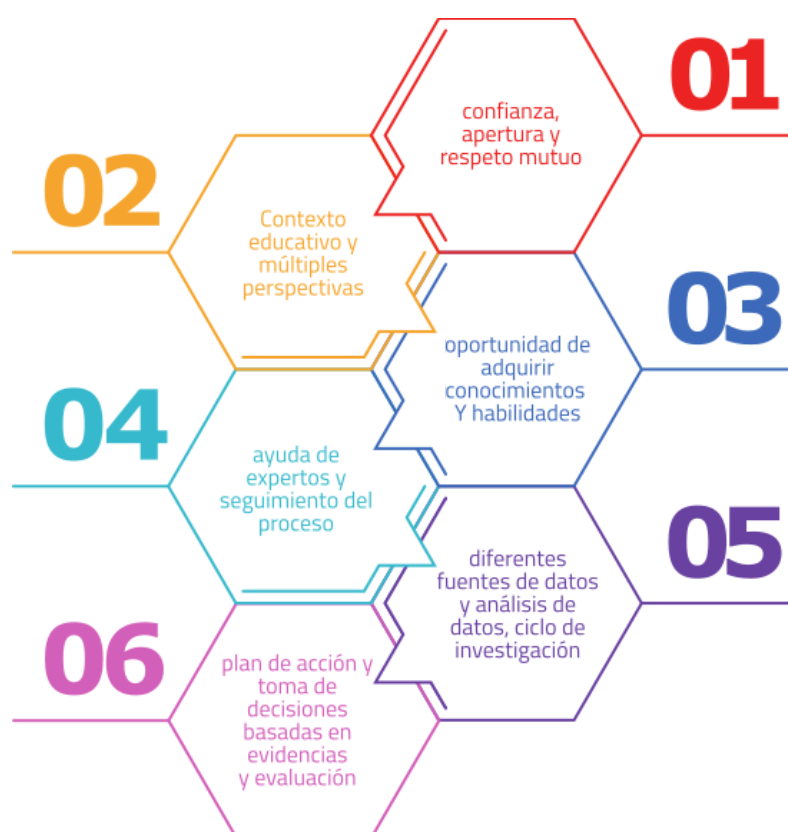 01
confianza,
apertura y
respeto mutuo
02
Contexto
educativo y
múltiples
perspectivas
03
oportunidad de
adquirir
conocimientos
Y habilidades
04
ayuda de
expertos y
seguimiento del
proceso
05
diferentes
fuentes de datos
y análisis de
datos, ciclo de
investigación
06
plan de acción y
toma de
decisiones
basadas en
evidencias
y evaluación